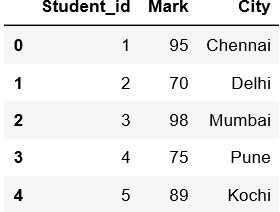 Student_id Mark City
0 1 95 Chennai
1 2 70 Delhi
2 3 98 Mumbai
3 4 75 Pune
4 5 89 Kochi